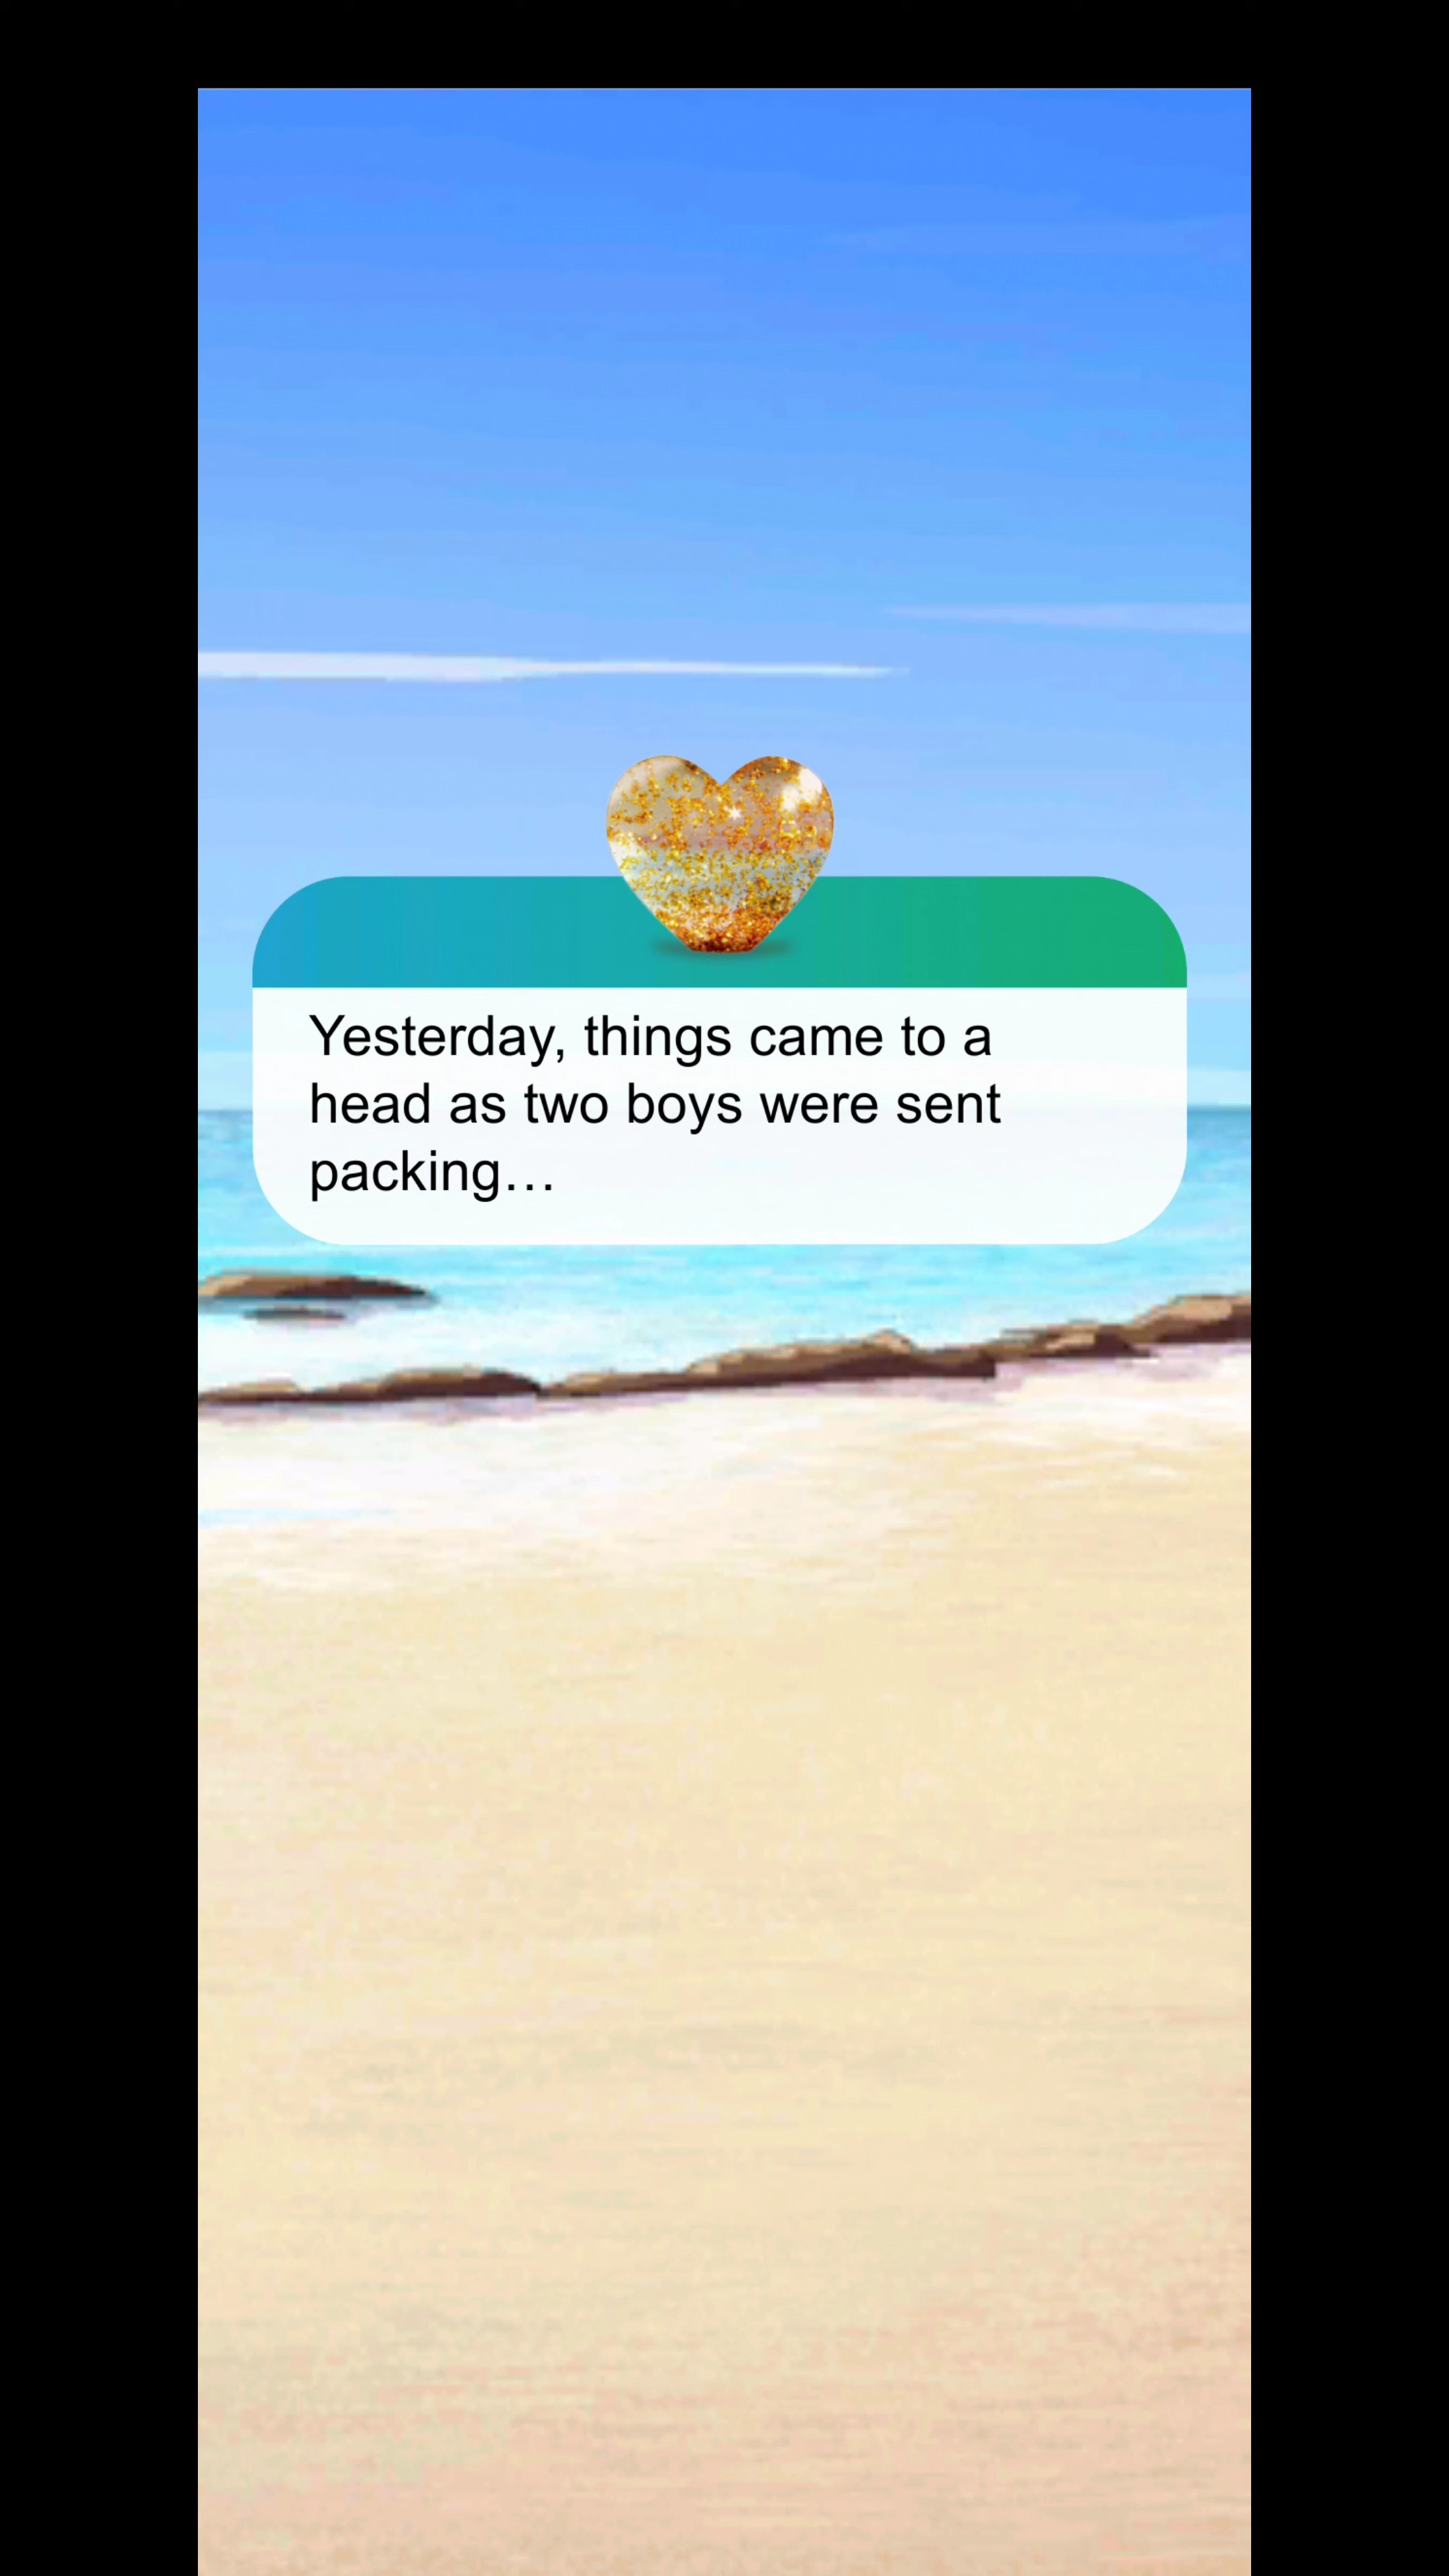 Yesterday, things came to a
head as two boys were sent
packing…